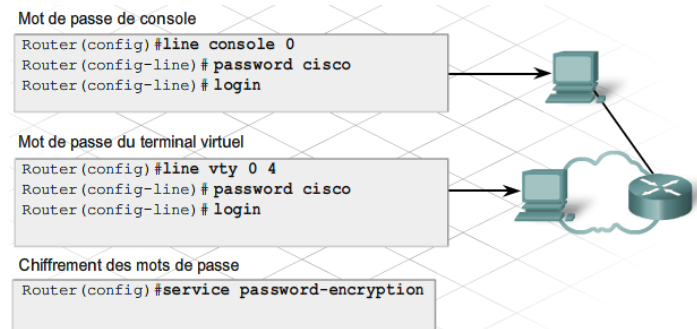 Mot de passe de console
Router(config)#line console 0
Router(config-line)# password cisco
Router(config-line)# login
Mot de passe du terminal virtuel
Router(config)#line vty 0 4
Router(config-line)# password cisco
Router(config-line)# login
Chiffrement des mots de passe
Router(config)#service password-encryption